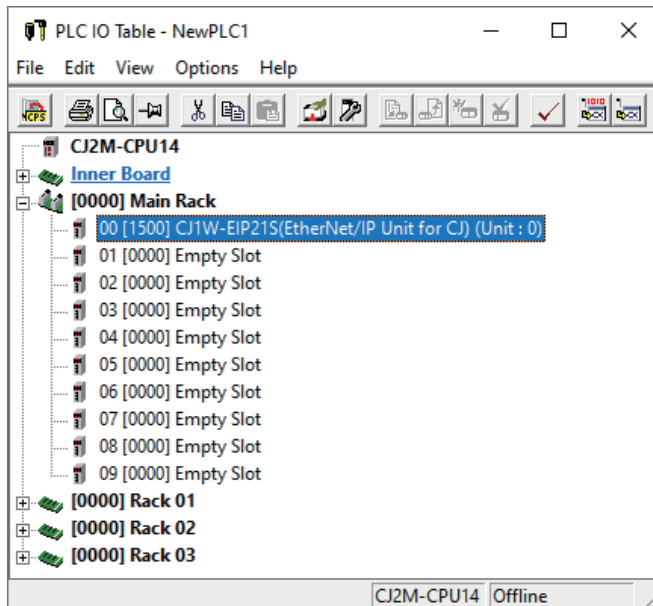 PLC IO Table - NewPLC1
File Edit View Options Help
CPS
1010
CJ2M-CPU14
Inner Board
[0000] Main Rack
00 [1500] CJ1W-EIP21S(EtherNet/IP Unit for CJ) (Unit : 0)
01 [0000] Empty Slot
02 [0000] Empty Slot
03 [0000] Empty Slot
04 [0000] Empty Slot
05 [0000] Empty Slot
06 [0000] Empty Slot
07 [0000] Empty Slot
08 [0000] Empty Slot
09 [0000] Empty Slot
[0000] Rack 01
[0000] Rack 02
[0000] Rack 03
CJ2M-CPU14 Offline